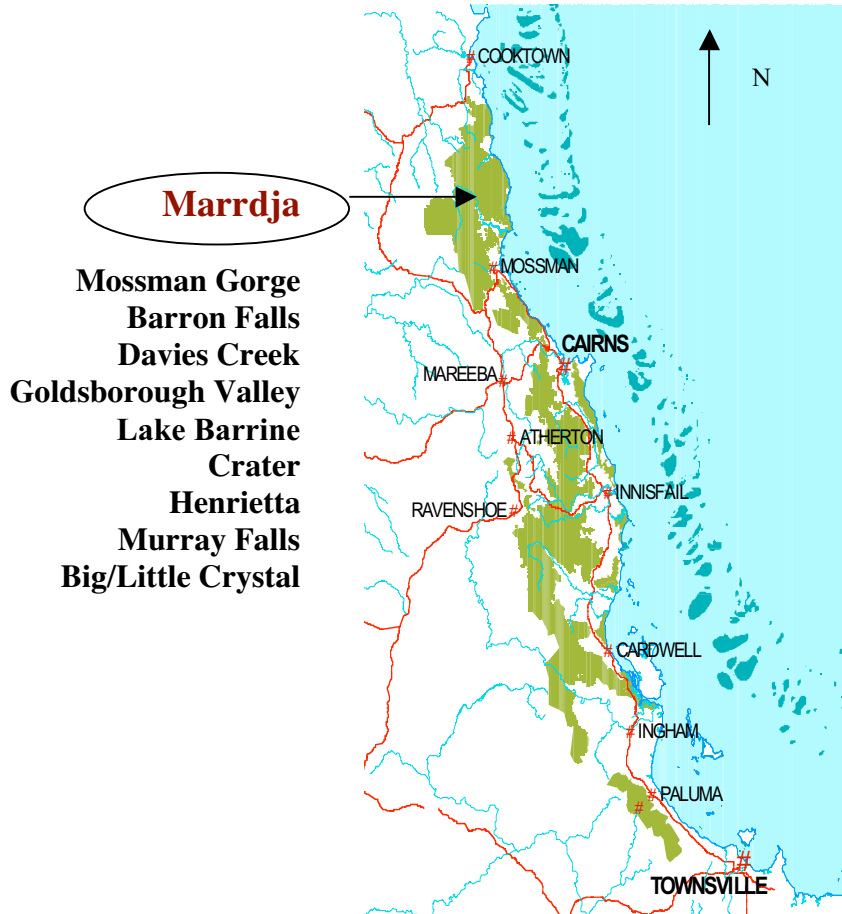 COOKTOWN
N
Marrdja
MOSSMAN
Mossman Gorge
Barron Falls
Davies Creek
Goldsborough Valley
Lake Barrine
Crater
Henrietta
Murray Falls
Big/Little Crystal
CAIRNS
MAREEBA
ATHERTON
INNISFAIL
RAVENSHOE
CARDWELL
INGHAM
PALUMA
TOWNSVILLE